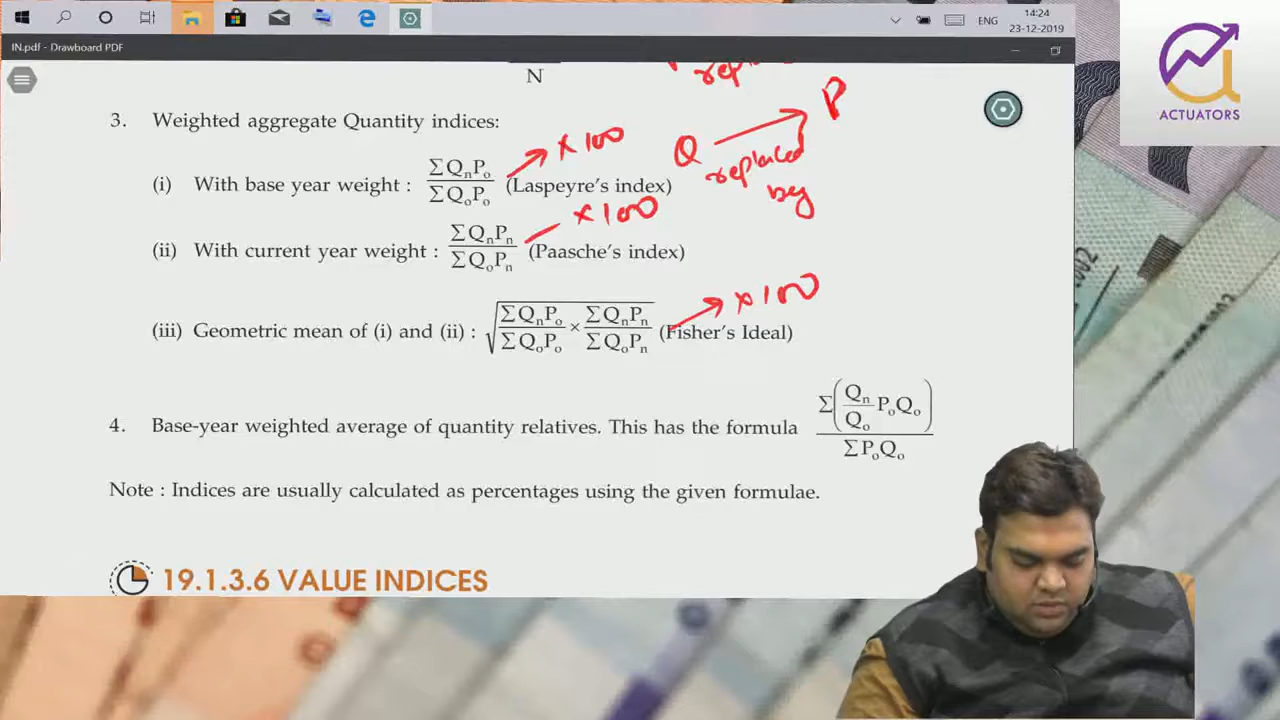 14:24
ENG
23-12-2019
IN.pdf - Drawboard PDF
N
3. Weighted aggregate Quantity indices:
(i) With base year weight : ΣQₙPₒ / ΣQₒPₒ (Laspeyre's index)
× 100
(ii) With current year weight : ΣQₙPₙ / ΣQₒPₙ (Paasche's index)
× 100
(iii) Geometric mean of (i) and (ii) : √(ΣQₙPₒ / ΣQₒPₒ × ΣQₙPₙ / ΣQₒPₙ) (Fisher's Ideal)
× 100
Q → P
replaced
by
4. Base-year weighted average of quantity relatives. This has the formula Σ(Qₙ/Qₒ PₒQₒ) / ΣPₒQₒ
Note : Indices are usually calculated as percentages using the given formulae.
19.1.3.6 VALUE INDICES
ACTUATORS